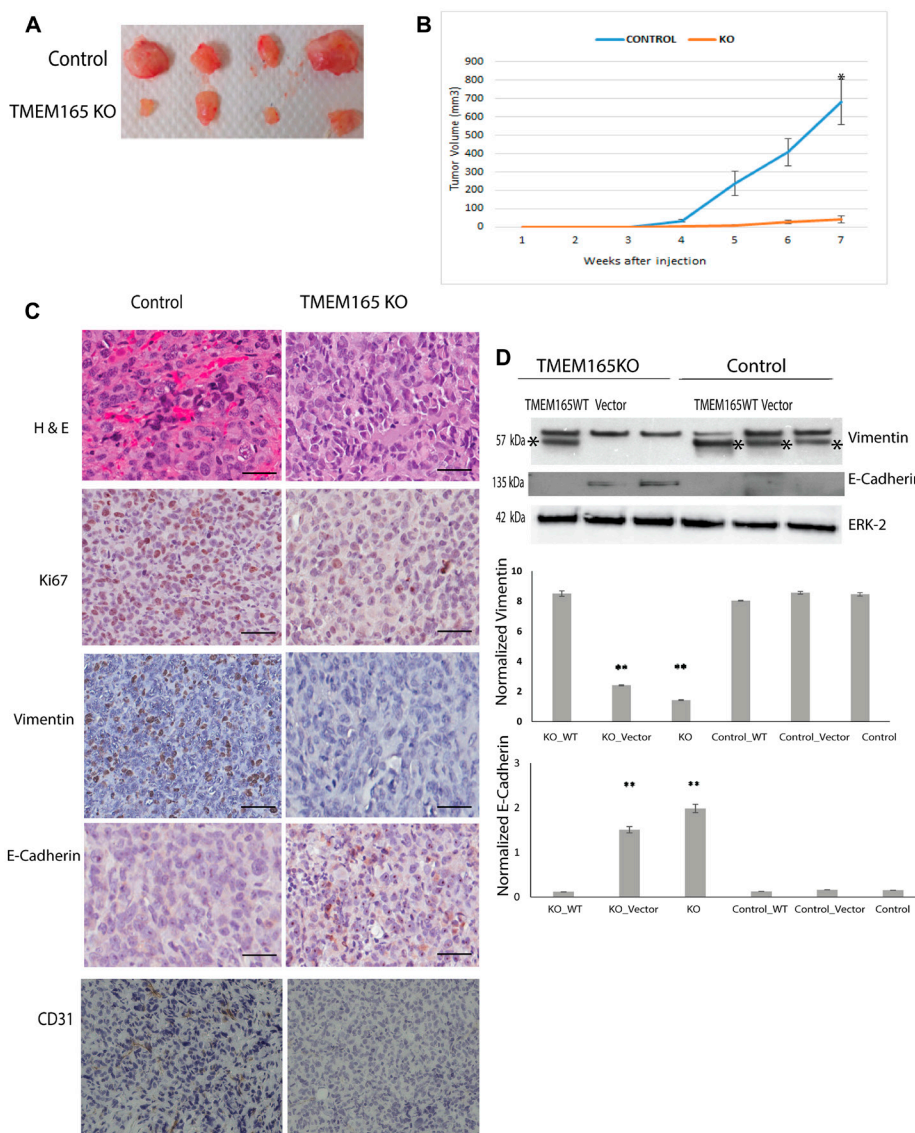 A
Control
TMEM165 KO
B
CONTROL KO
Tumor Volume (mm3)
900
800
700
600
500
400
300
200
100
0
*
1 2 3 4 5 6 7
Weeks after injection
C
Control TMEM165 KO
H & E
Ki67
Vimentin
E-Cadherin
CD31
D
TMEM165KO Control
TMEM165WT Vector TMEM165WT Vector
57 kDa * * * * Vimentin
135 kDa E-Cadherin
42 kDa ERK-2
Normalized Vimentin
10
8
6
4
2
0
** **
KO_WT KO_Vector KO Control_WT Control_Vector Control
Normalized E-Cadherin
3
2
1
0
** **
KO_WT KO_Vector KO Control_WT Control_Vector Control